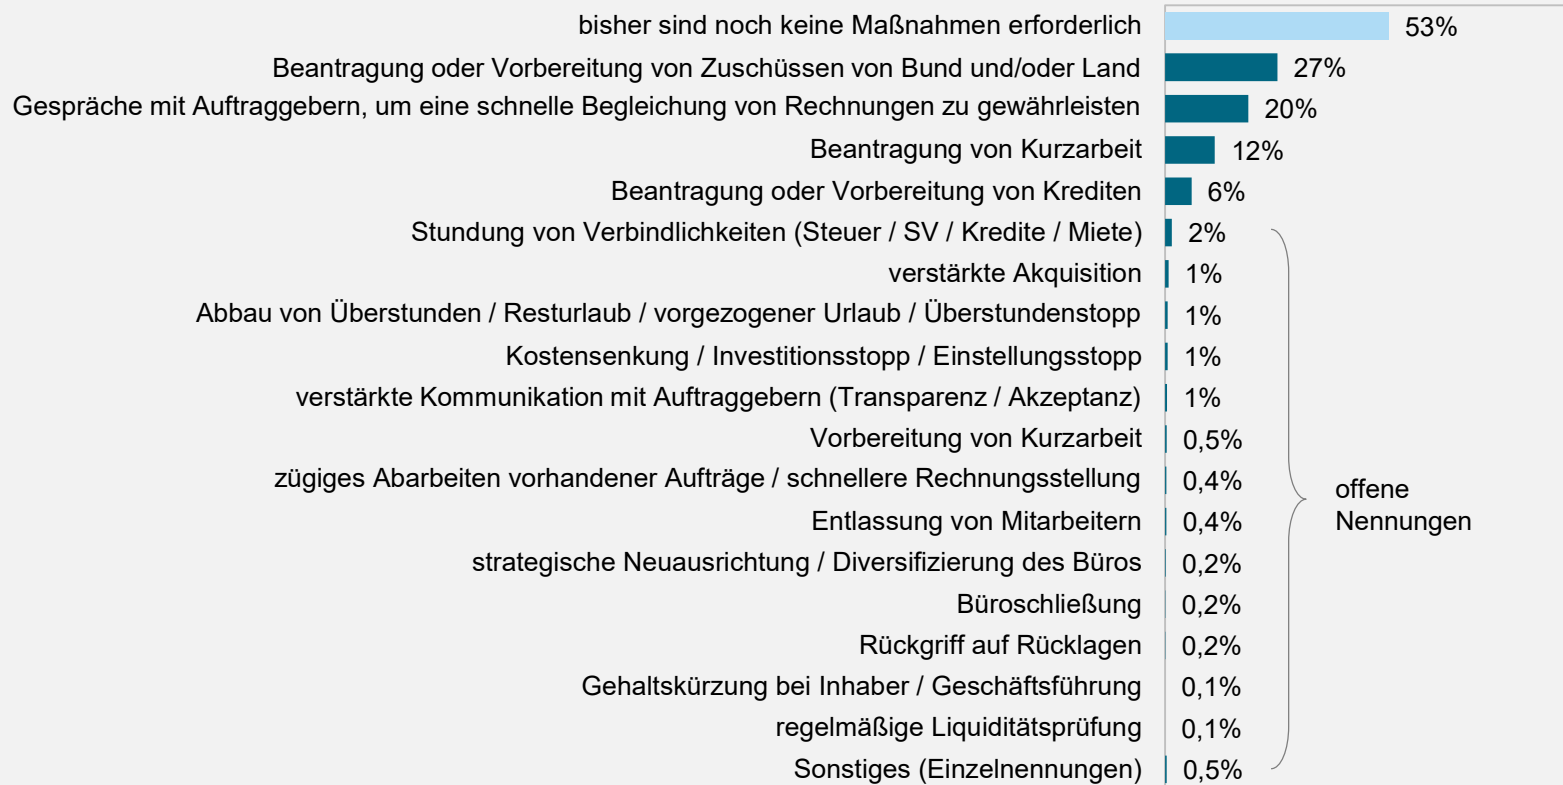 bisher sind noch keine Maßnahmen erforderlich 53%
Beantragung oder Vorbereitung von Zuschüssen von Bund und/oder Land 27%
Gespräche mit Auftraggebern, um eine schnelle Begleichung von Rechnungen zu gewährleisten 20%
Beantragung von Kurzarbeit 12%
Beantragung oder Vorbereitung von Krediten 6%
Stundung von Verbindlichkeiten (Steuer / SV / Kredite / Miete) 2%
verstärkte Akquisition 1%
Abbau von Überstunden / Resturlaub / vorgezogener Urlaub / Überstundenstopp 1%
Kostensenkung / Investitionsstopp / Einstellungsstopp 1%
verstärkte Kommunikation mit Auftraggebern (Transparenz / Akzeptanz) 1%
Vorbereitung von Kurzarbeit 0,5%
zügiges Abarbeiten vorhandener Aufträge / schnellere Rechnungsstellung 0,4%
Entlassung von Mitarbeitern 0,4%
strategische Neuausrichtung / Diversifizierung des Büros 0,2%
Büroschließung 0,2%
Rückgriff auf Rücklagen 0,2%
Gehaltskürzung bei Inhaber / Geschäftsführung 0,1%
regelmäßige Liquiditätsprüfung 0,1%
Sonstiges (Einzelnennungen) 0,5%
offene
Nennungen